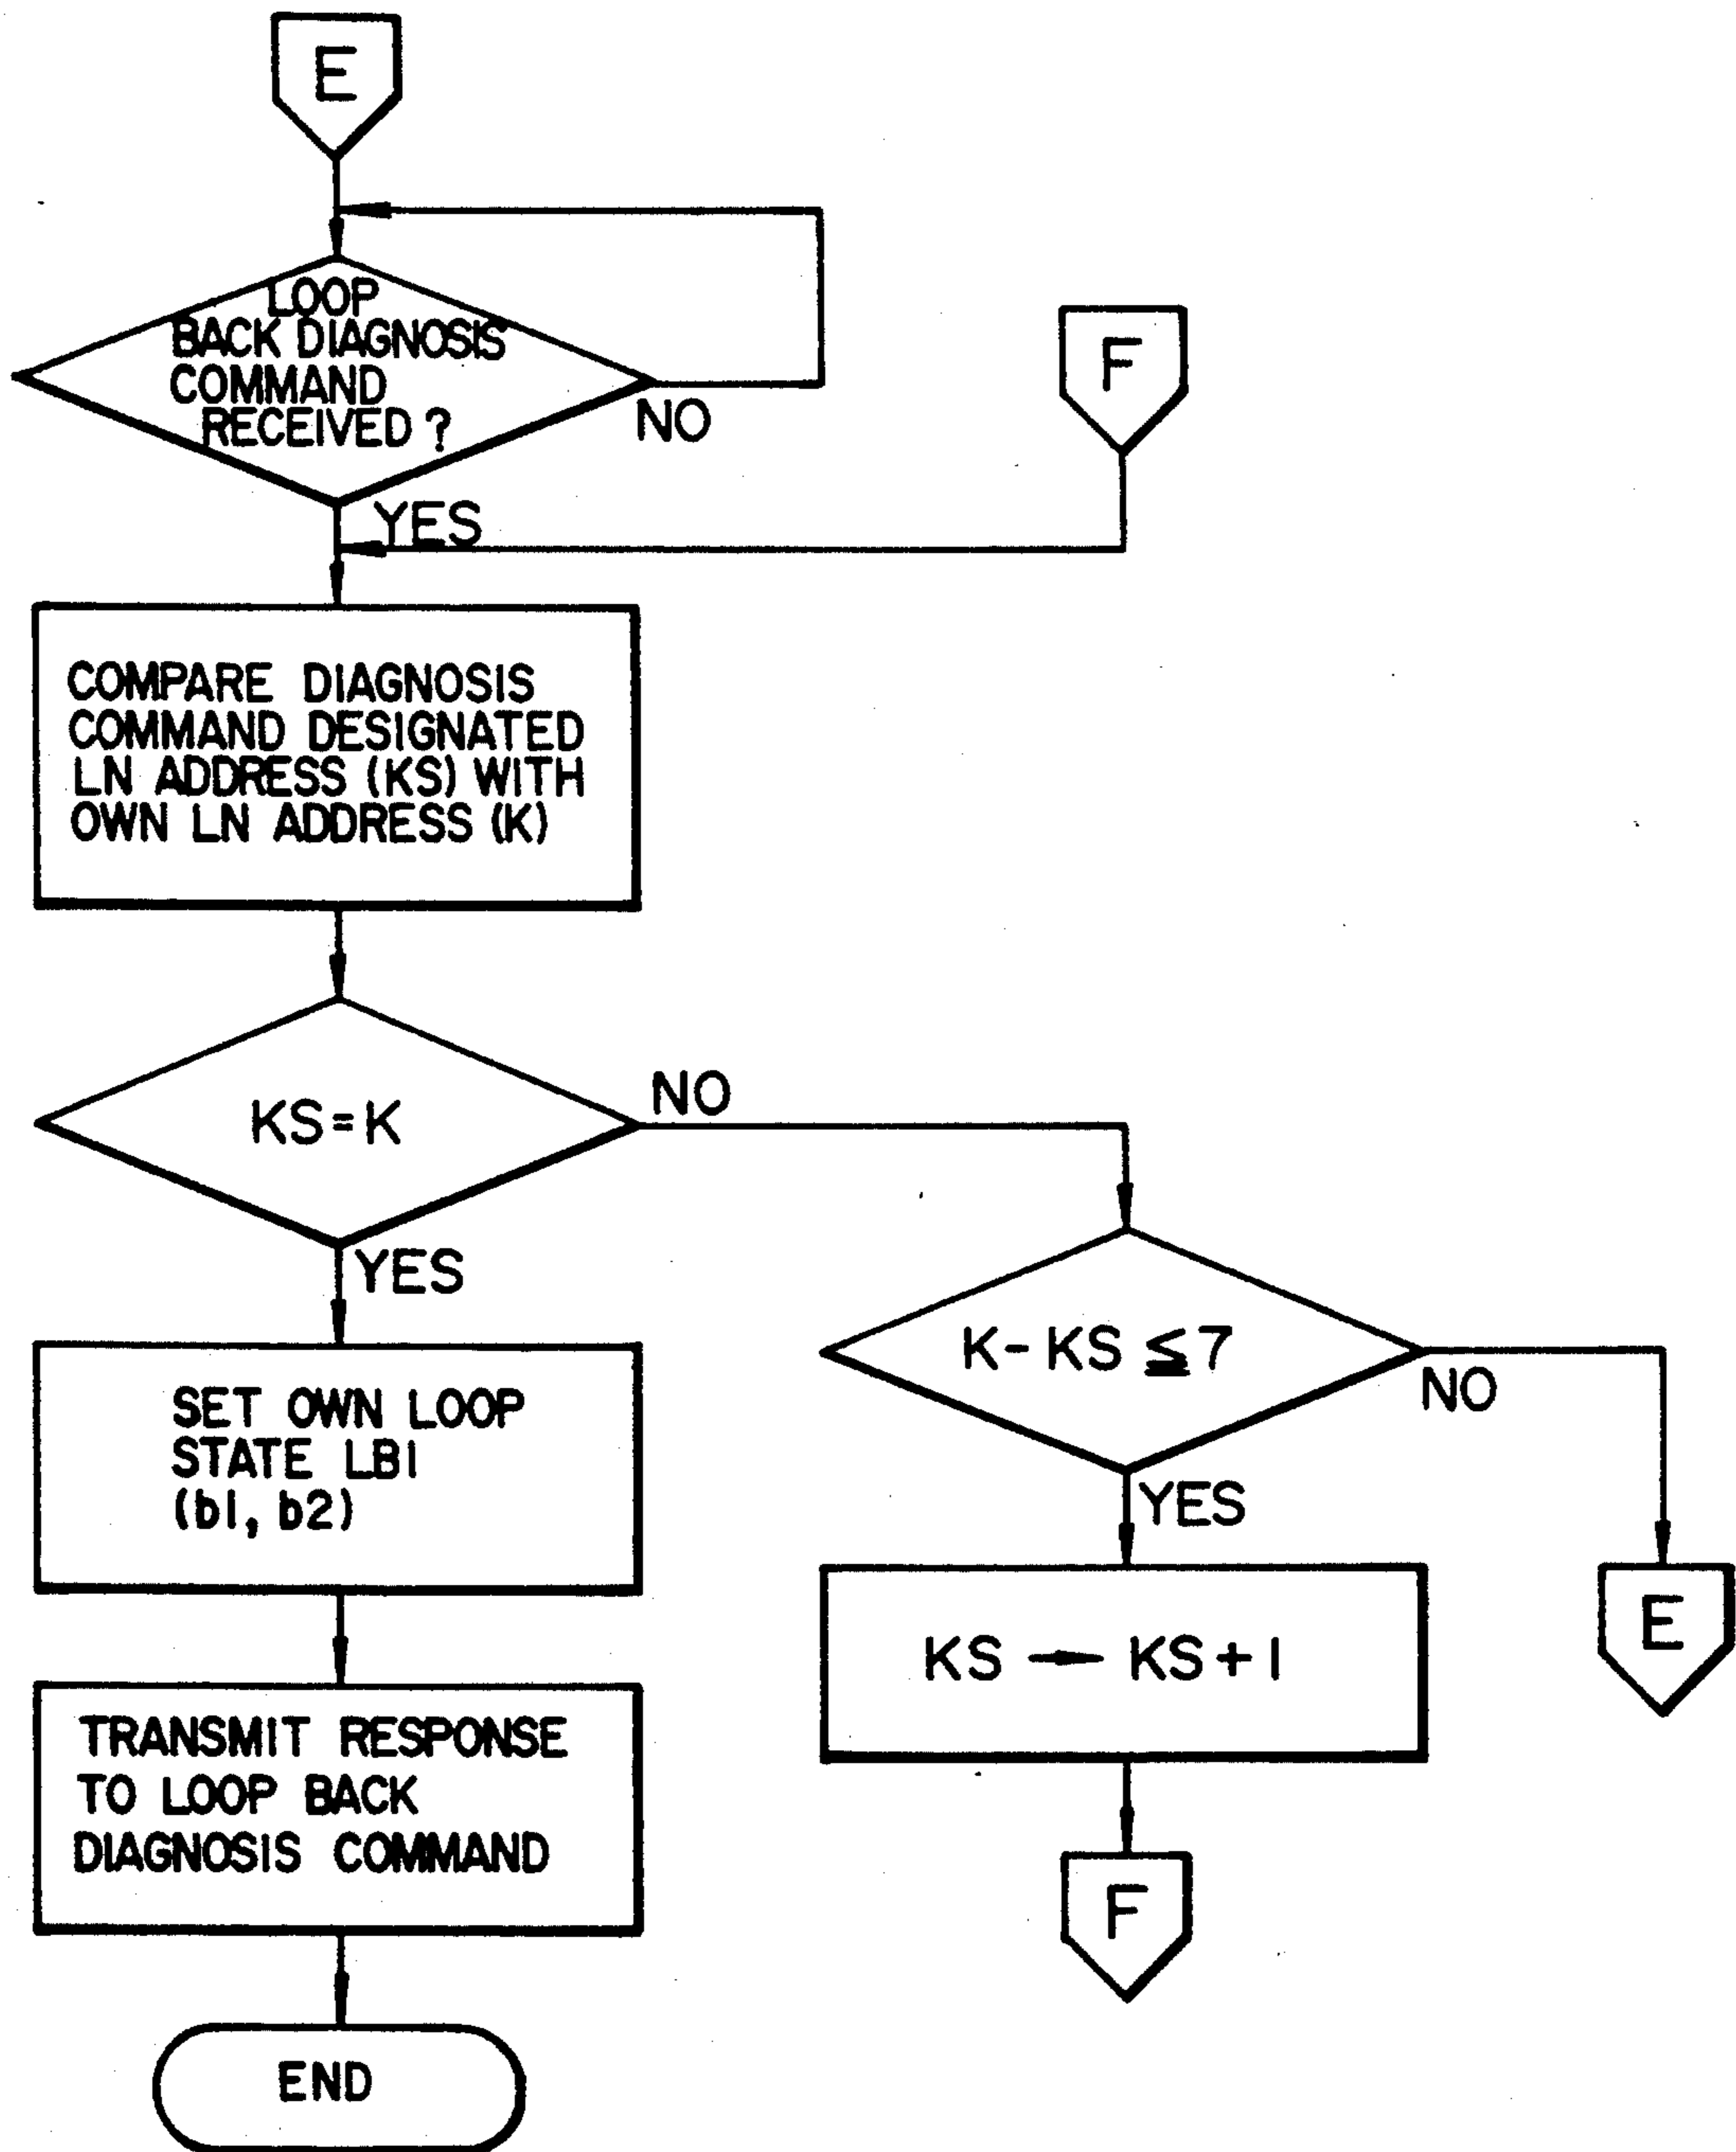 E
LOOP
BACK DIAGNOSIS
COMMAND
RECEIVED ?
NO
F
YES
COMPARE DIAGNOSIS
COMMAND DESIGNATED
LN ADDRESS (KS) WITH
OWN LN ADDRESS (K)
KS = K
NO
YES
K - KS ≦ 7
NO
SET OWN LOOP
STATE LB1
(b1, b2)
YES
KS → KS + 1
E
TRANSMIT RESPONSE
TO LOOP BACK
DIAGNOSIS COMMAND
F
END